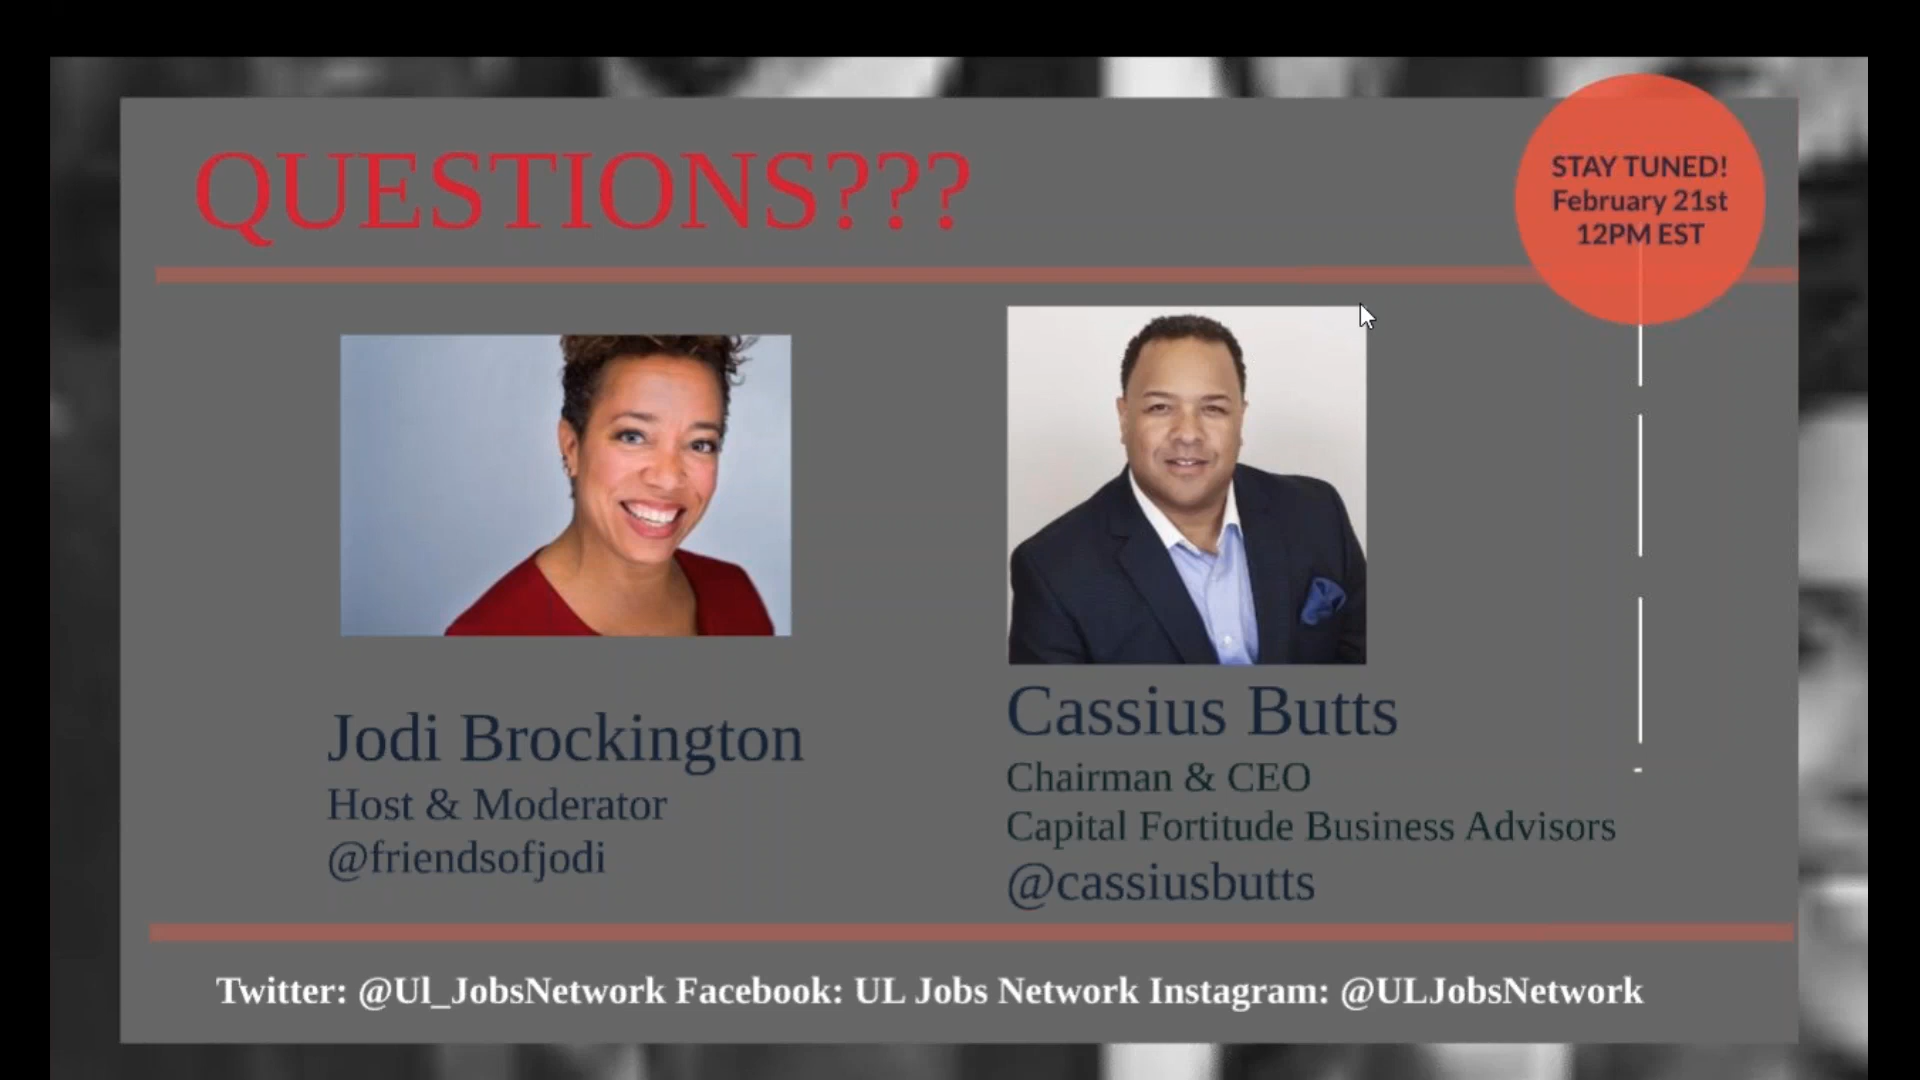 QUESTIONS???
STAY TUNED!
February 21st
12PM EST
Jodi Brockington
Host & Moderator
@friendsofjodi
Cassius Butts
Chairman & CEO
Capital Fortitude Business Advisors
@cassiusbutts
Twitter: @Ul_JobsNetwork Facebook: UL Jobs Network Instagram: @ULJobsNetwork